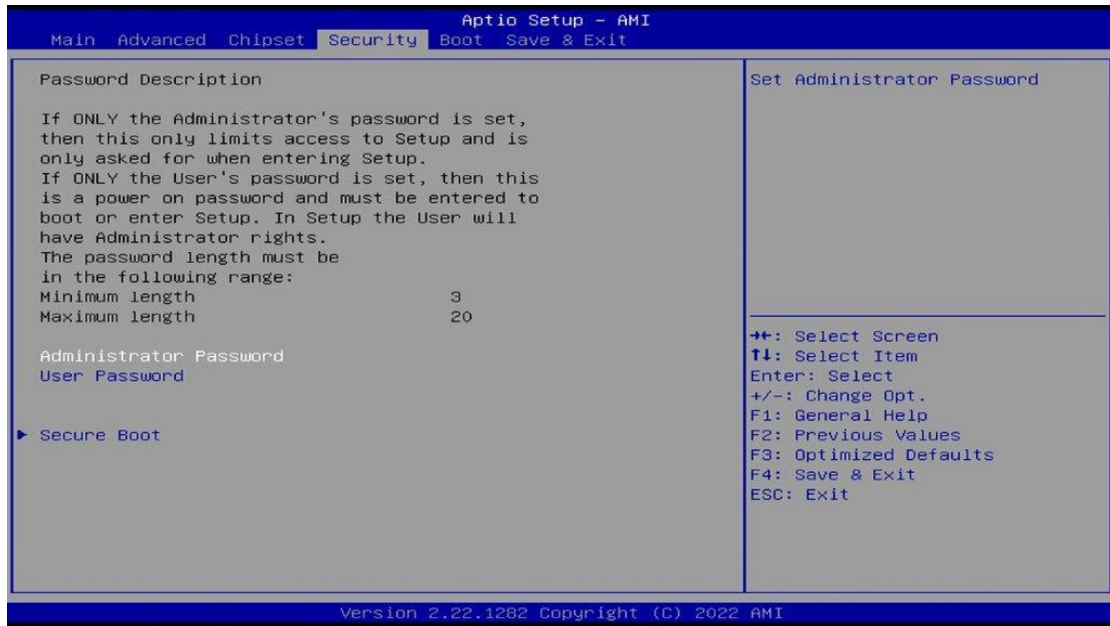 Aptio Setup – AMI
Main Advanced Chipset Security Boot Save & Exit
Password Description
If ONLY the Administrator's password is set,
then this only limits access to Setup and is
only asked for when entering Setup.
If ONLY the User's password is set, then this
is a power on password and must be entered to
boot or enter Setup. In Setup the User will
have Administrator rights.
The password length must be
in the following range:
Minimum length 3
Maximum length 20
Administrator Password
User Password
▶ Secure Boot
Set Administrator Password
→←: Select Screen
↑↓: Select Item
Enter: Select
+/-: Change Opt.
F1: General Help
F2: Previous Values
F3: Optimized Defaults
F4: Save & Exit
ESC: Exit
Version 2.22.1282 Copyright (C) 2022 AMI